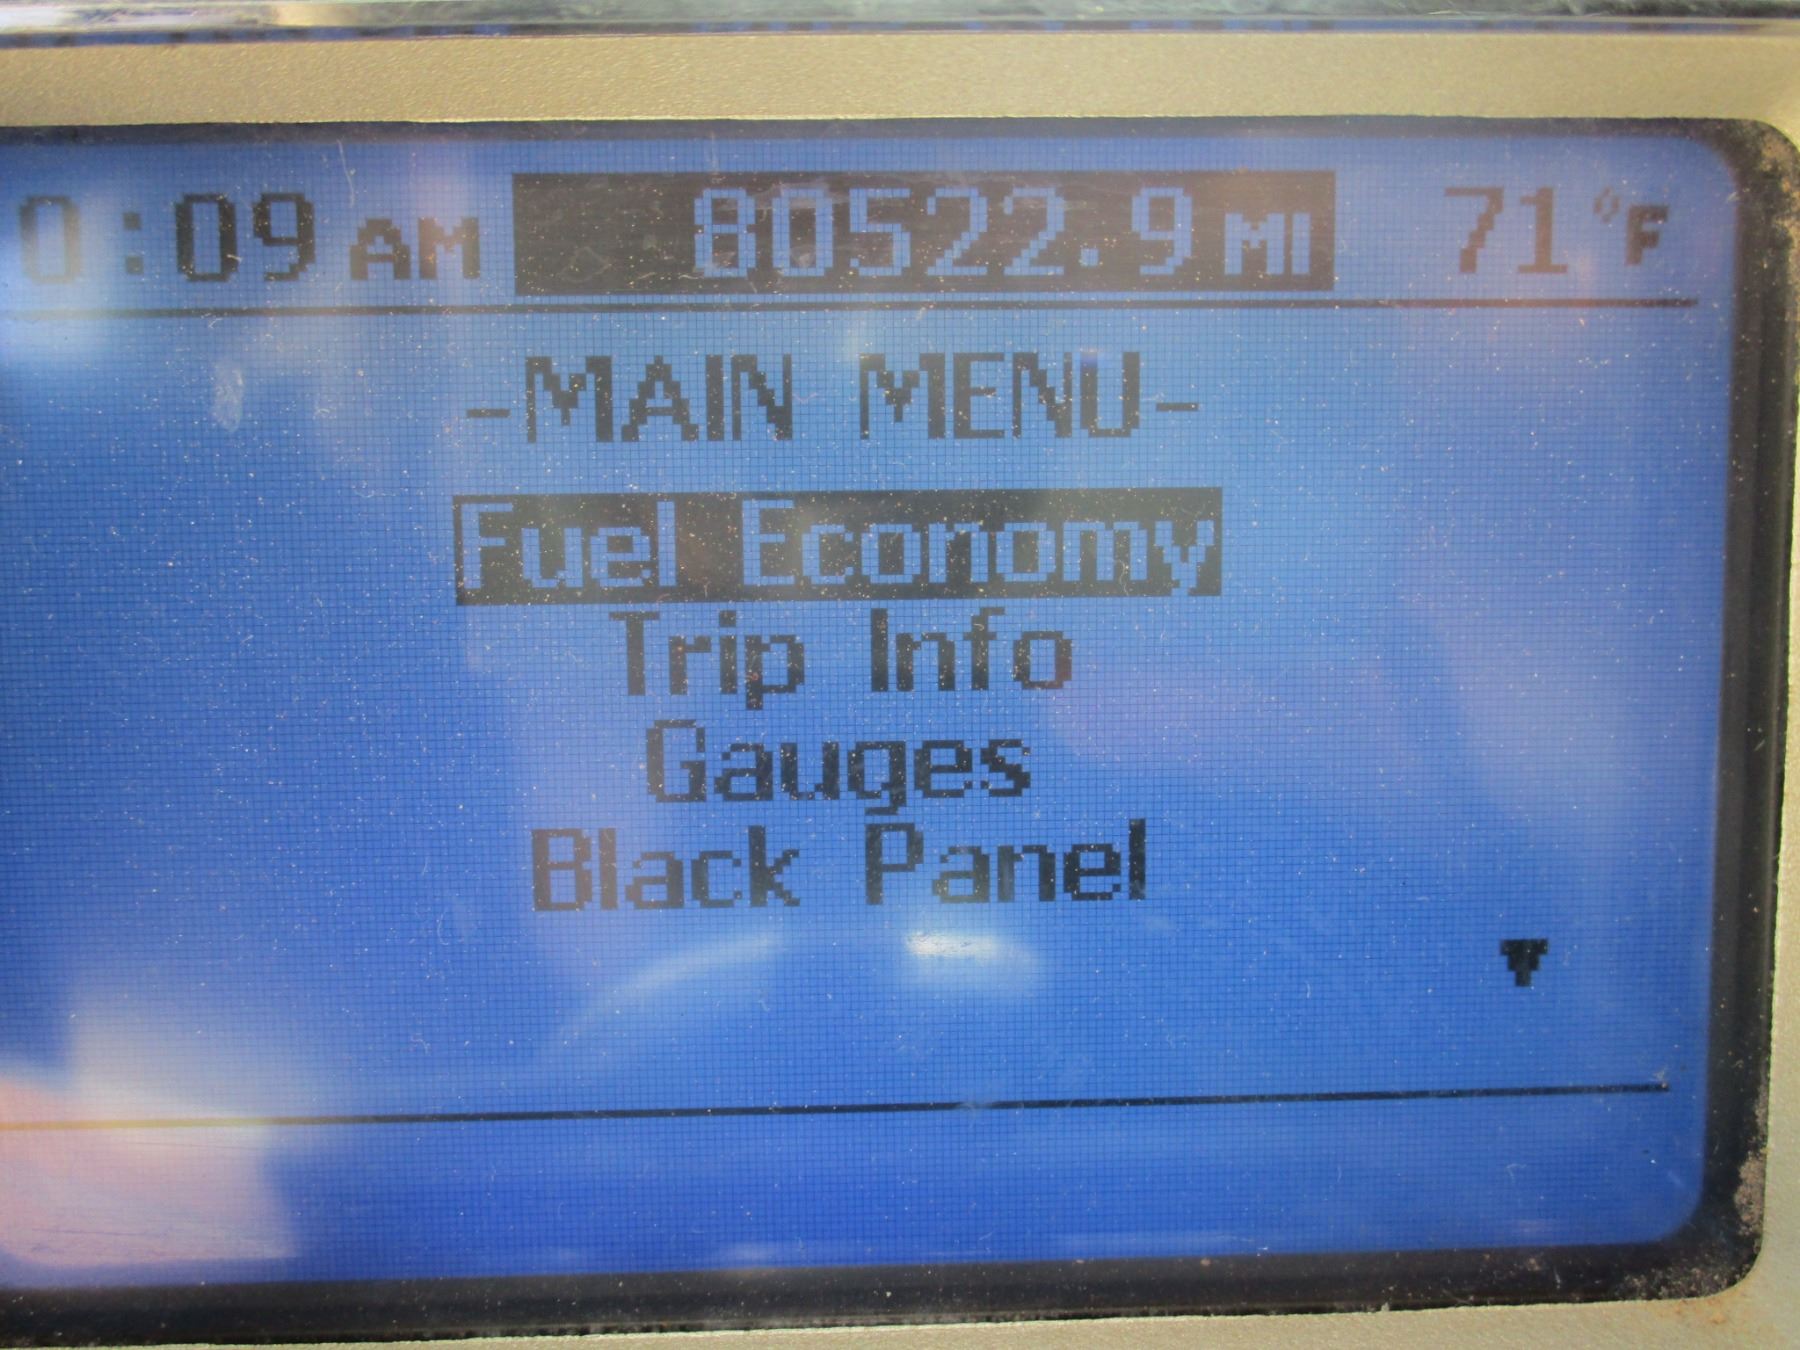 0:09 AM 80522.9 MI 71°F
-MAIN MENU-
Fuel Economy
Trip Info
Gauges
Black Panel